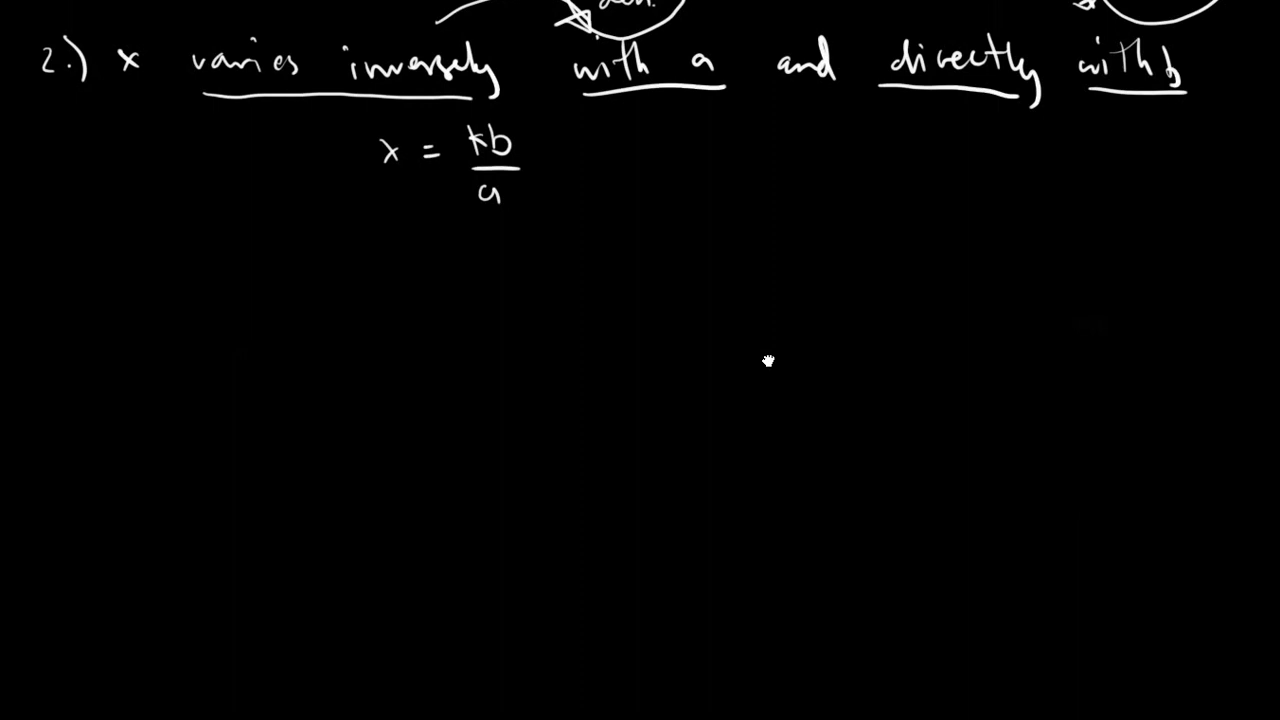 2.) x varies inversely with a and directly with b
x = kb/a